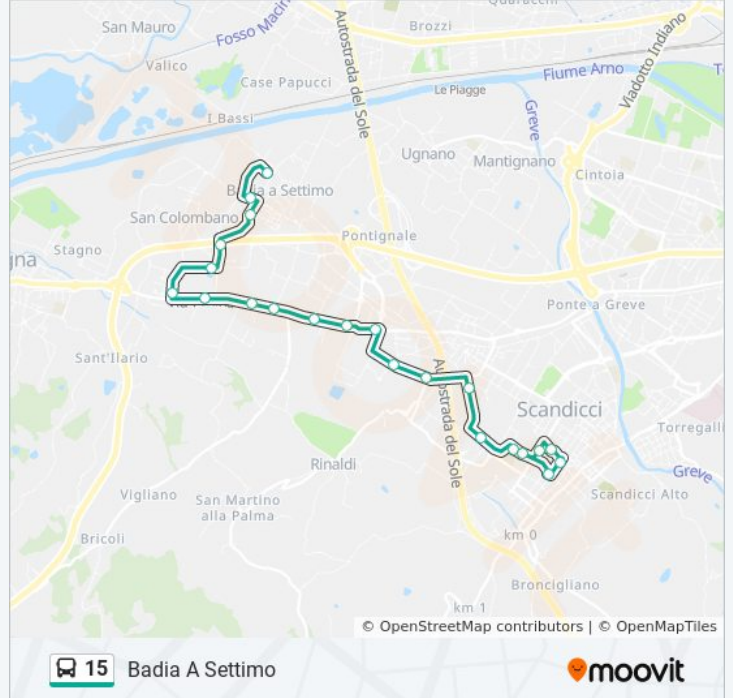 Quaracchi
San Mauro
Brozzi
Autostrada del Sole
Viadotto Indiano
Valico
Case Papucci
Fiume Arno
Le Piagge
Greve
I Bassi
Ugnano
Mantignano
Cintoia
Badia a Settimo
San Colombano
Pontignale
Stagno
gna
Ponte a Greve
Sant'Ilario
Autostrada del Sole
Scandicci
Torregalli
Rinaldi
Greve
Vigliano
San Martino
alla Palma
Scandicci Alto
Bricoli
km 0
Broncigliano
km 1
© OpenStreetMap contributors | © OpenMapTiles
15 Badia A Settimo
moovit